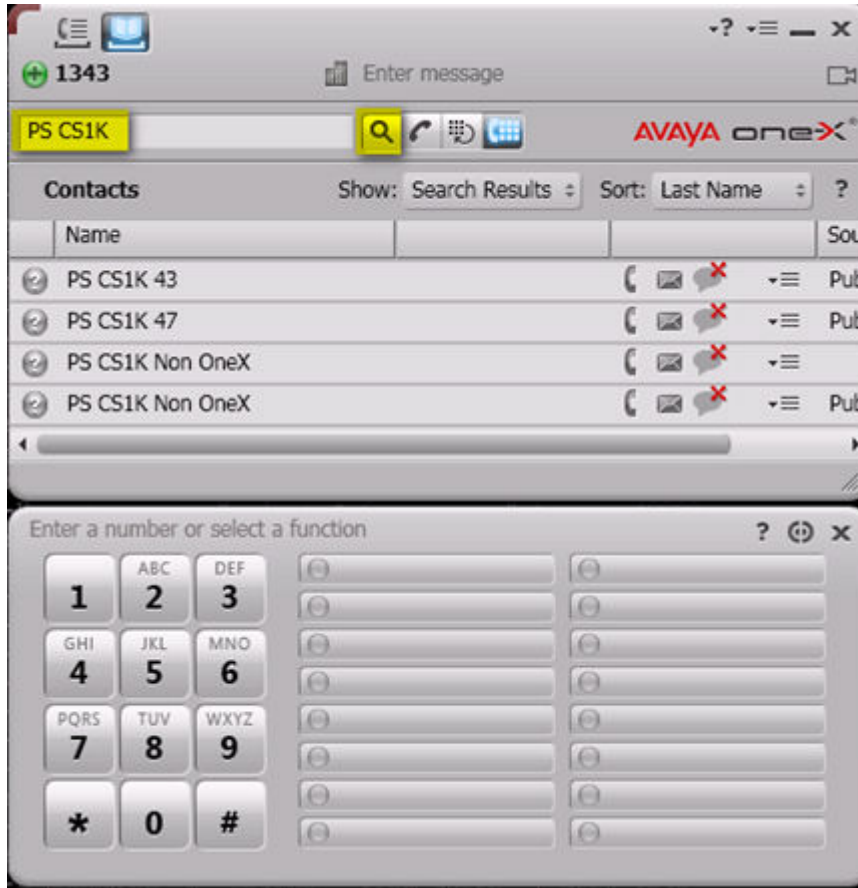 1343 Enter message
PS CS1K AVAYA one-X®
Contacts Show: Search Results Sort: Last Name ?
Name Sou
PS CS1K 43 Pub
PS CS1K 47 Pub
PS CS1K Non OneX
PS CS1K Non OneX Pub
Enter a number or select a function ?
1 ABC 2 DEF 3
GHI 4 JKL 5 MNO 6
PQRS 7 TUV 8 WXYZ 9
* 0 #